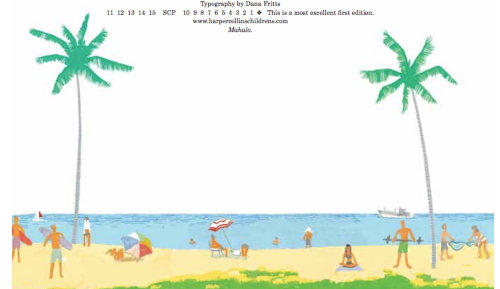 Typography by Dana Fritts
11 12 13 14 15 SCP 10 9 8 7 6 5 4 3 2 1 ❖ This is a most excellent first edition.
www.harpercollinschildrens.com
Mahalo.